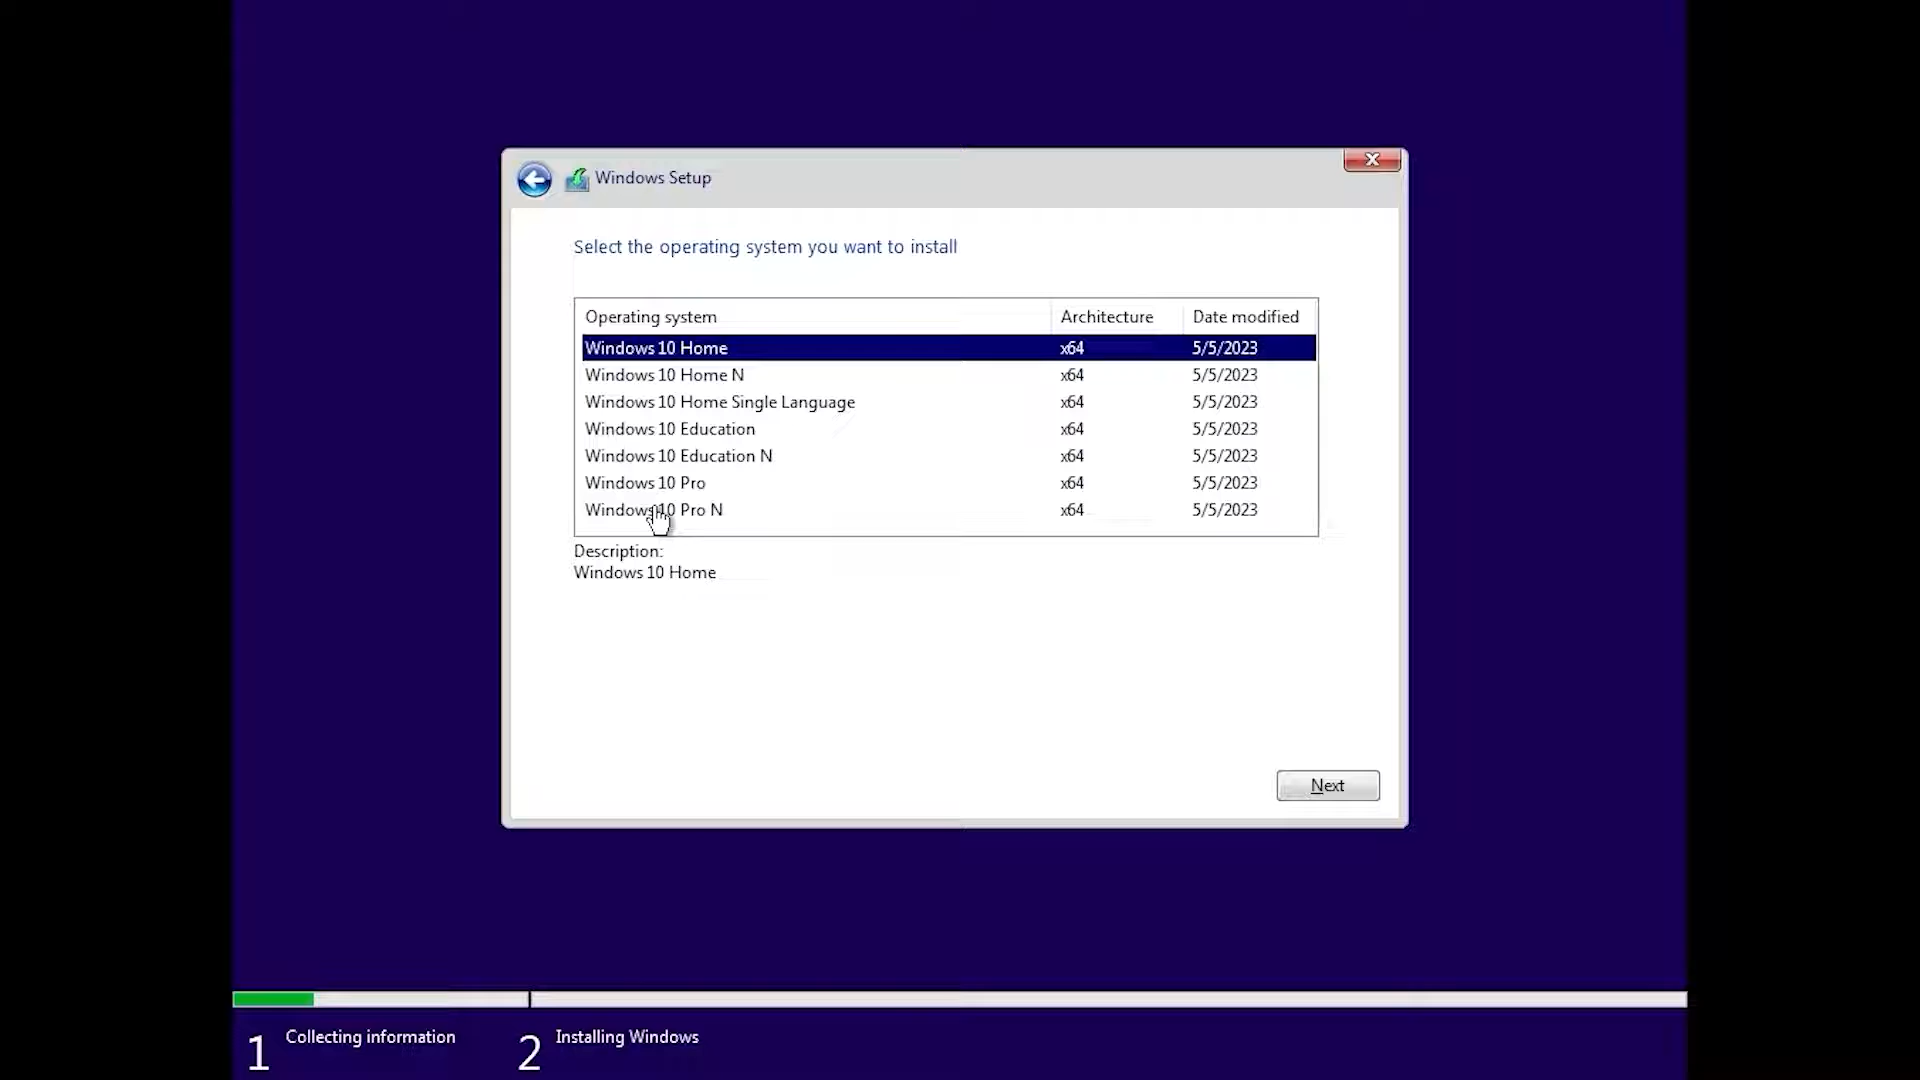 Windows Setup
Select the operating system you want to install
Operating system Architecture Date modified
Windows 10 Home x64 5/5/2023
Windows 10 Home N x64 5/5/2023
Windows 10 Home Single Language x64 5/5/2023
Windows 10 Education x64 5/5/2023
Windows 10 Education N x64 5/5/2023
Windows 10 Pro x64 5/5/2023
Windows 10 Pro N x64 5/5/2023
Description:
Windows 10 Home
Next
1 Collecting information 2 Installing Windows